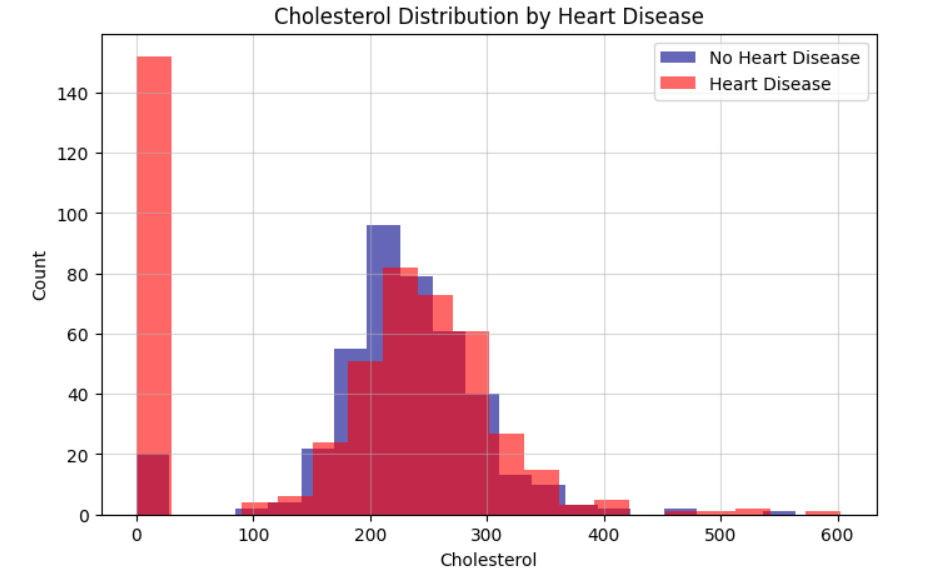 Cholesterol Distribution by Heart Disease
No Heart Disease
Heart Disease
140
120
100
80
60
40
20
0
Count
0 100 200 300 400 500 600
Cholesterol